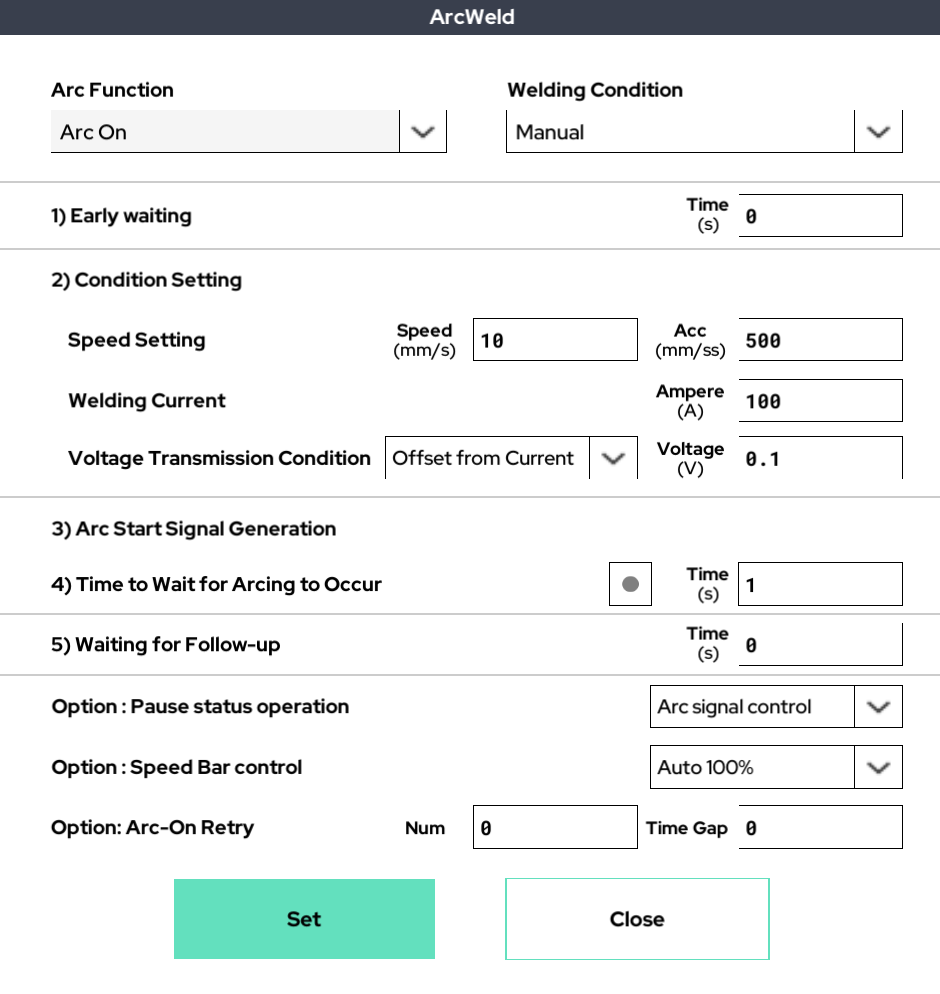 ArcWeld
Arc Function
Welding Condition
Arc On
Manual
1) Early waiting
Time
(s)
0
2) Condition Setting
Speed Setting
Speed
(mm/s)
10
Acc
(mm/ss)
500
Welding Current
Ampere
(A)
100
Voltage Transmission Condition
Offset from Current
Voltage
(V)
0.1
3) Arc Start Signal Generation
4) Time to Wait for Arcing to Occur
Time
(s)
1
5) Waiting for Follow-up
Time
(s)
0
Option : Pause status operation
Arc signal control
Option : Speed Bar control
Auto 100%
Option: Arc-On Retry
Num
0
Time Gap
0
Set
Close